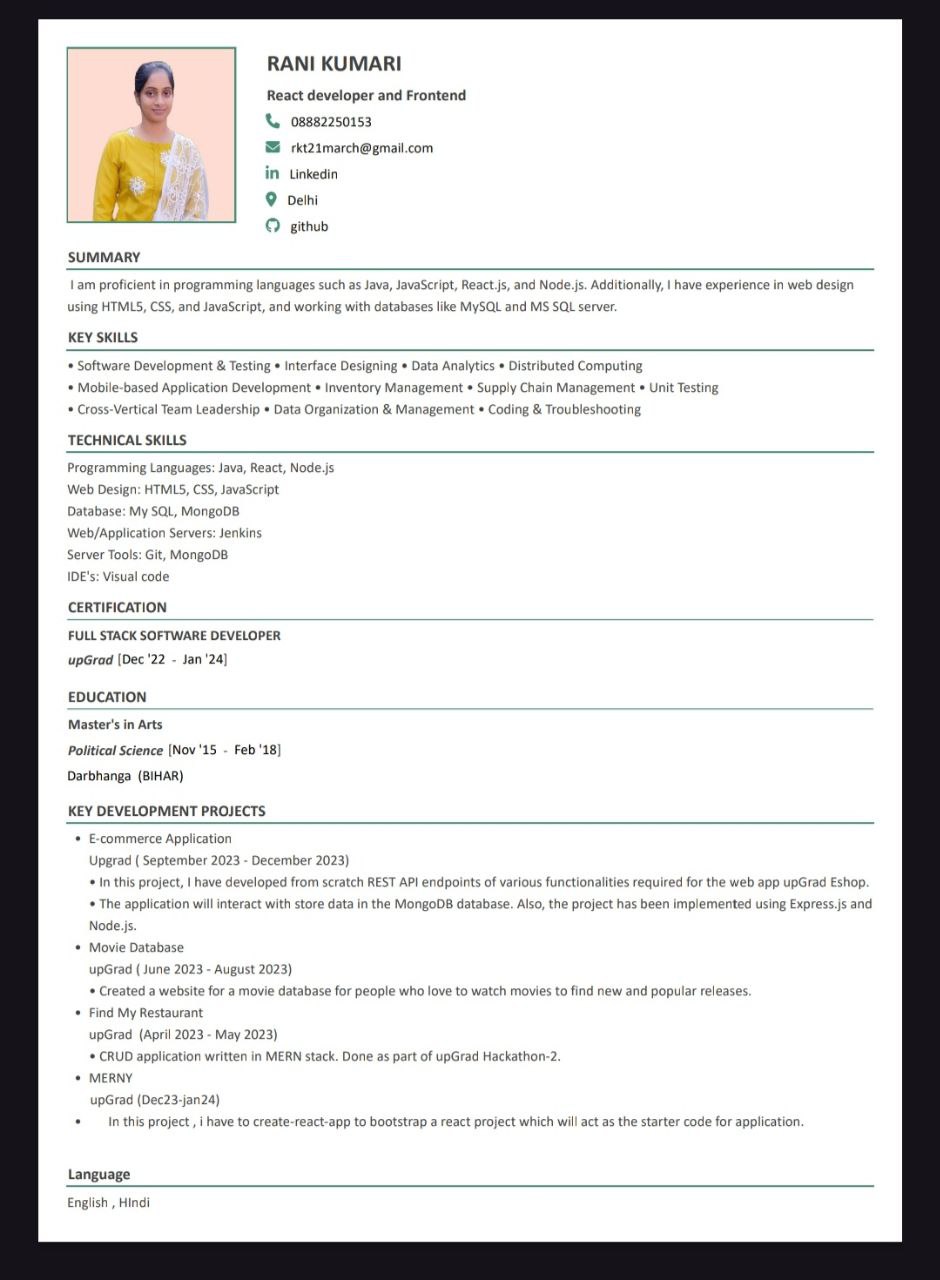 RANI KUMARI
React developer and Frontend
08882250153
rkt21march@gmail.com
in Linkedin
Delhi
github
SUMMARY
I am proficient in programming languages such as Java, JavaScript, React.js, and Node.js. Additionally, I have experience in web design
using HTML5, CSS, and JavaScript, and working with databases like MySQL and MS SQL server.
KEY SKILLS
• Software Development & Testing • Interface Designing • Data Analytics • Distributed Computing
• Mobile-based Application Development • Inventory Management • Supply Chain Management • Unit Testing
• Cross-Vertical Team Leadership • Data Organization & Management • Coding & Troubleshooting
TECHNICAL SKILLS
Programming Languages: Java, React, Node.js
Web Design: HTML5, CSS, JavaScript
Database: My SQL, MongoDB
Web/Application Servers: Jenkins
Server Tools: Git, MongoDB
IDE's: Visual code
CERTIFICATION
FULL STACK SOFTWARE DEVELOPER
upGrad [Dec '22 - Jan '24]
EDUCATION
Master's in Arts
Political Science [Nov '15 - Feb '18]
Darbhanga (BIHAR)
KEY DEVELOPMENT PROJECTS
• E-commerce Application
Upgrad ( September 2023 - December 2023)
• In this project, I have developed from scratch REST API endpoints of various functionalities required for the web app upGrad Eshop.
• The application will interact with store data in the MongoDB database. Also, the project has been implemented using Express.js and
Node.js.
• Movie Database
upGrad ( June 2023 - August 2023)
• Created a website for a movie database for people who love to watch movies to find new and popular releases.
• Find My Restaurant
upGrad (April 2023 - May 2023)
• CRUD application written in MERN stack. Done as part of upGrad Hackathon-2.
• MERNY
upGrad (Dec23-jan24)
• In this project , i have to create-react-app to bootstrap a react project which will act as the starter code for application.
Language
English , HIndi